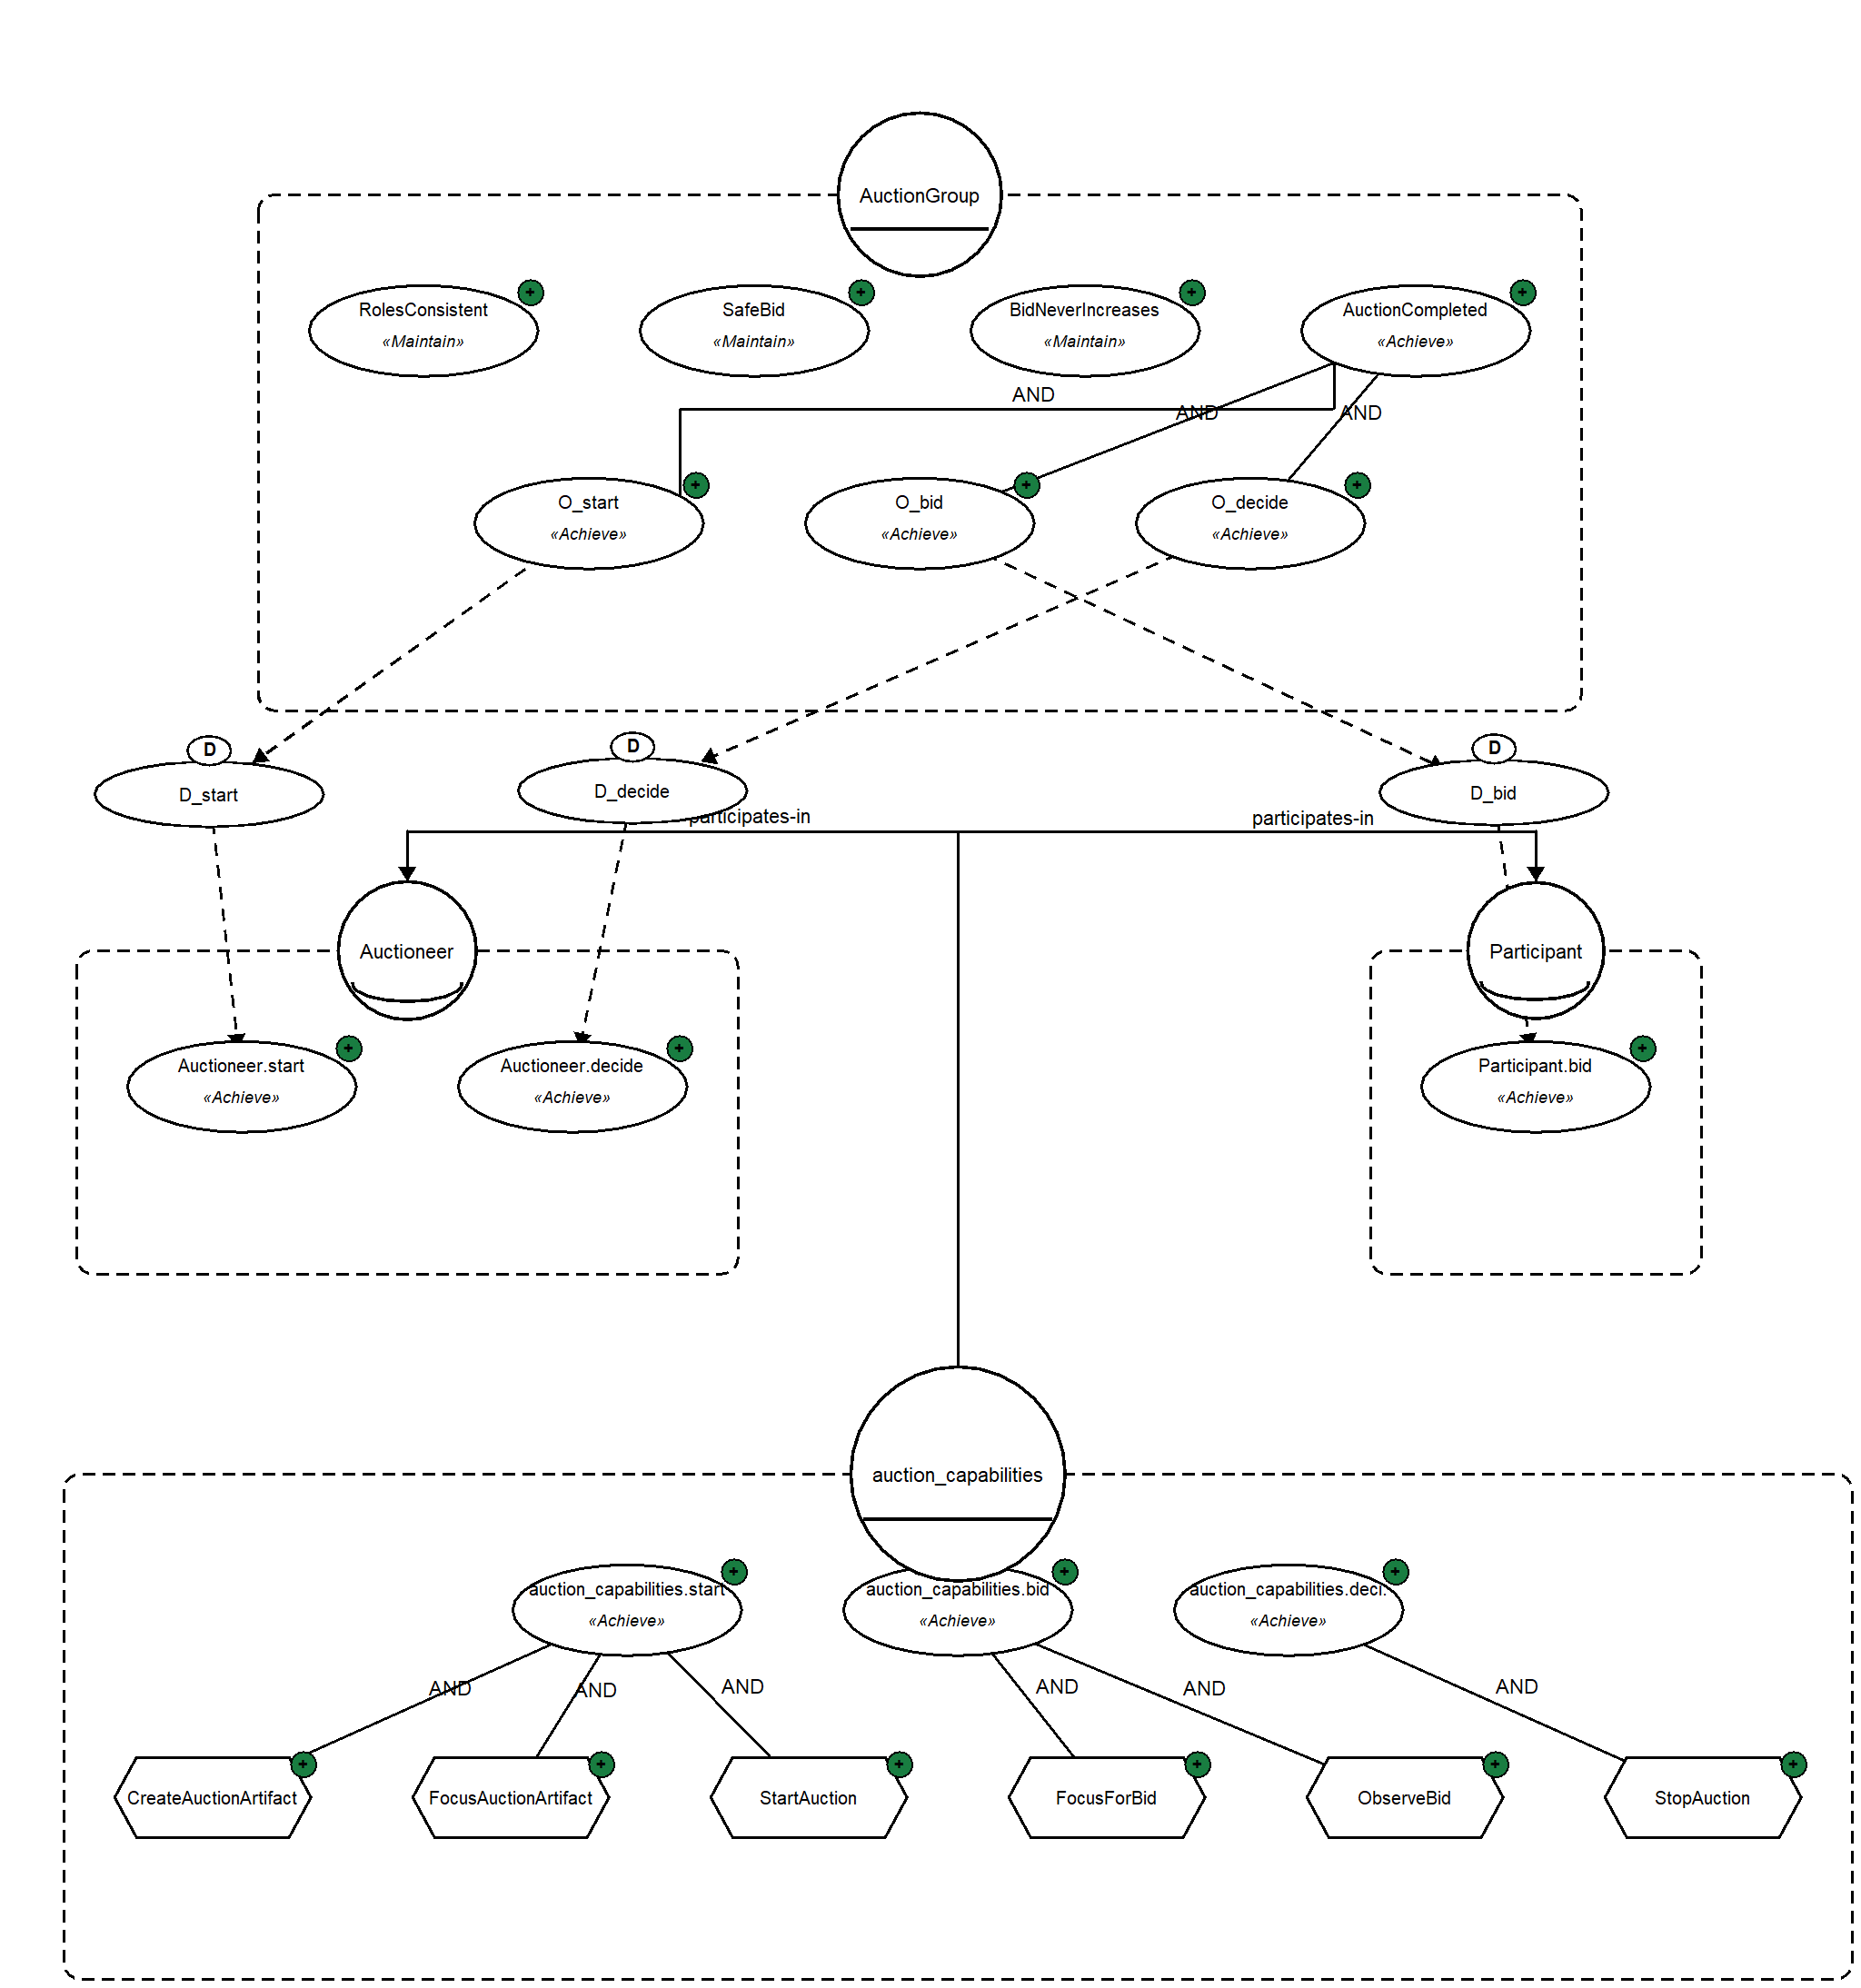 AuctionGroup
RolesConsistent
«Maintain»
SafeBid
«Maintain»
BidNeverIncreases
«Maintain»
AuctionCompleted
«Achieve»
AND
AND
AND
O_start
«Achieve»
O_bid
«Achieve»
O_decide
«Achieve»
D
D_start
D
D_decide
D
D_bid
participates-in
participates-in
Auctioneer
Participant
Auctioneer.start
«Achieve»
Auctioneer.decide
«Achieve»
Participant.bid
«Achieve»
auction_capabilities
auction_capabilities.start
«Achieve»
auction_capabilities.bid
«Achieve»
auction_capabilities.deci.
«Achieve»
AND
AND
AND
AND
AND
AND
CreateAuctionArtifact
FocusAuctionArtifact
StartAuction
FocusForBid
ObserveBid
StopAuction